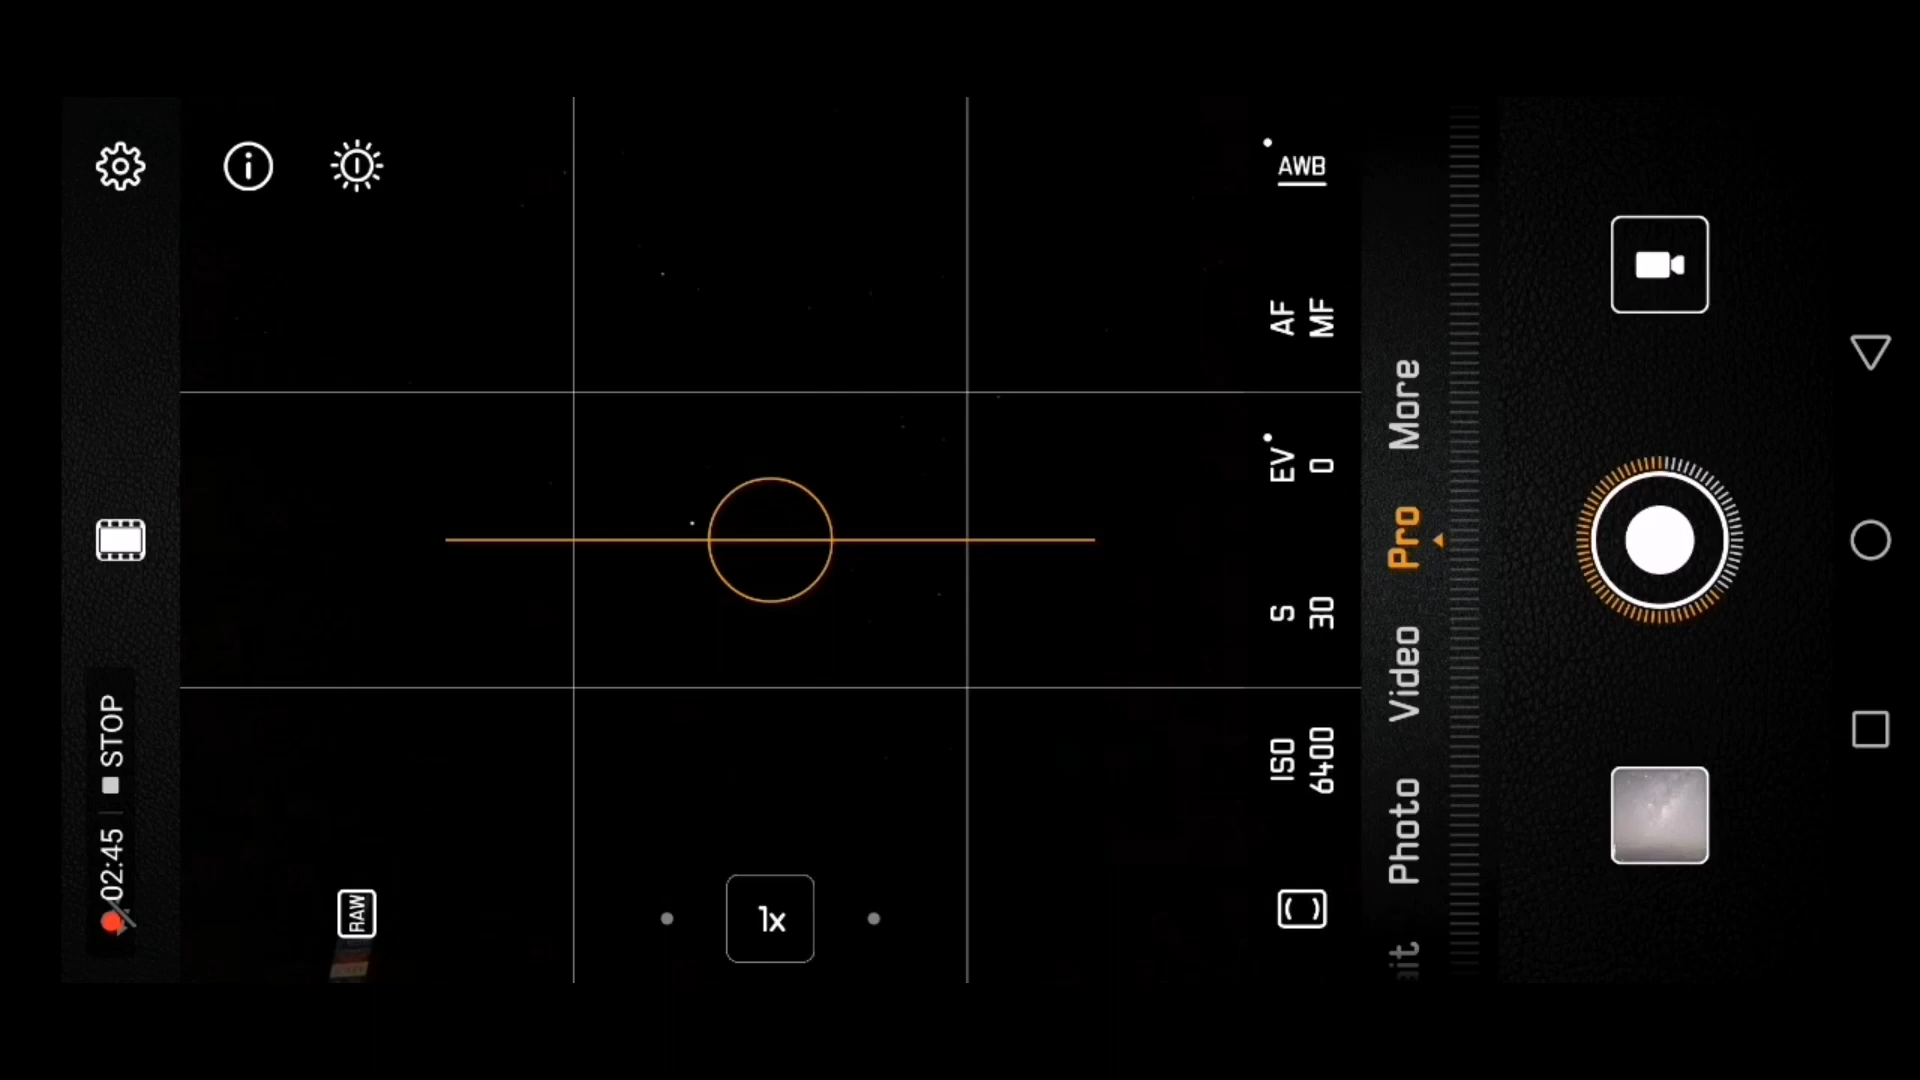 02:45 | STOP
RAW
1x
ISO
6400
S
30
EV
0
AF
MF
AWB
Photo
Video
Pro
More